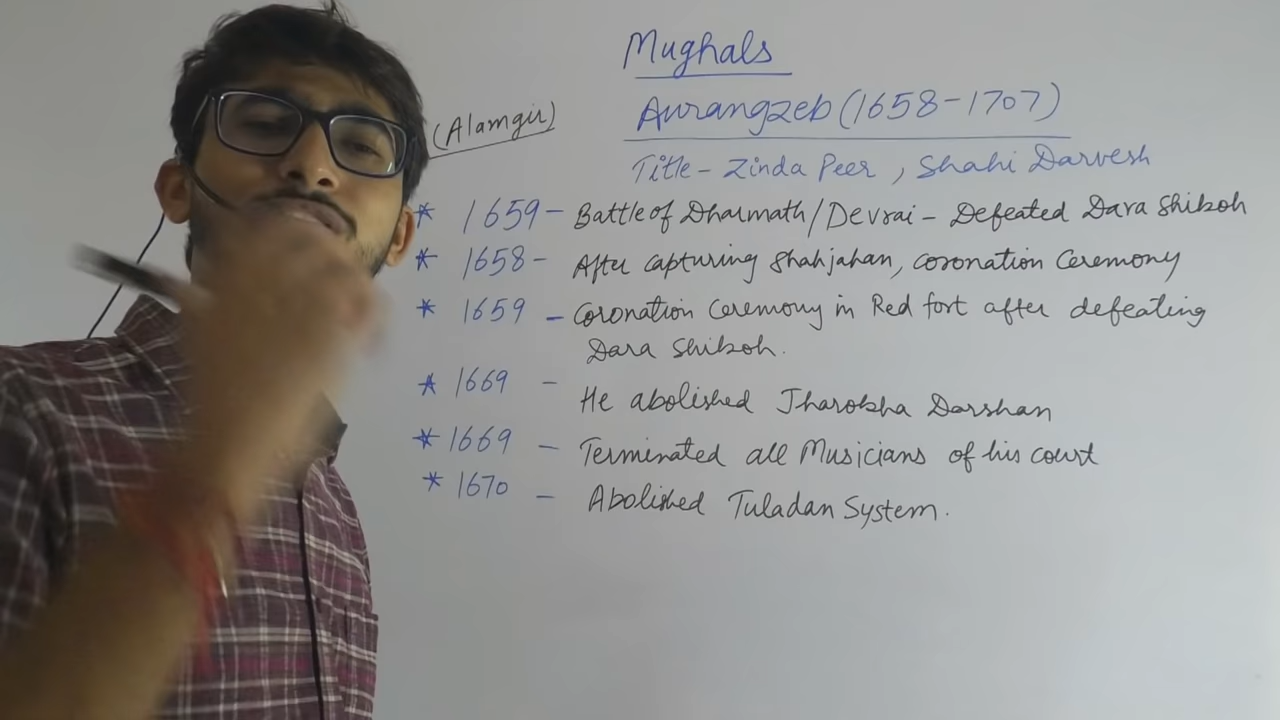 Mughals
(Alamgir)
Aurangzeb (1658-1707)
Title - Zinda Peer, Shahi Darvesh
* 1659 - Battle of Dharmath/Devrai - Defeated Dara Shikoh
* 1658 - After capturing Shahjahan, coronation Ceremony
* 1659 - Coronation Ceremony in Red fort after defeating
Dara Shikoh.
* 1669 - He abolished Jharokha Darshan
* 1669 - Terminated all Musicians of his court
* 1670 - Abolished Tuladan System.